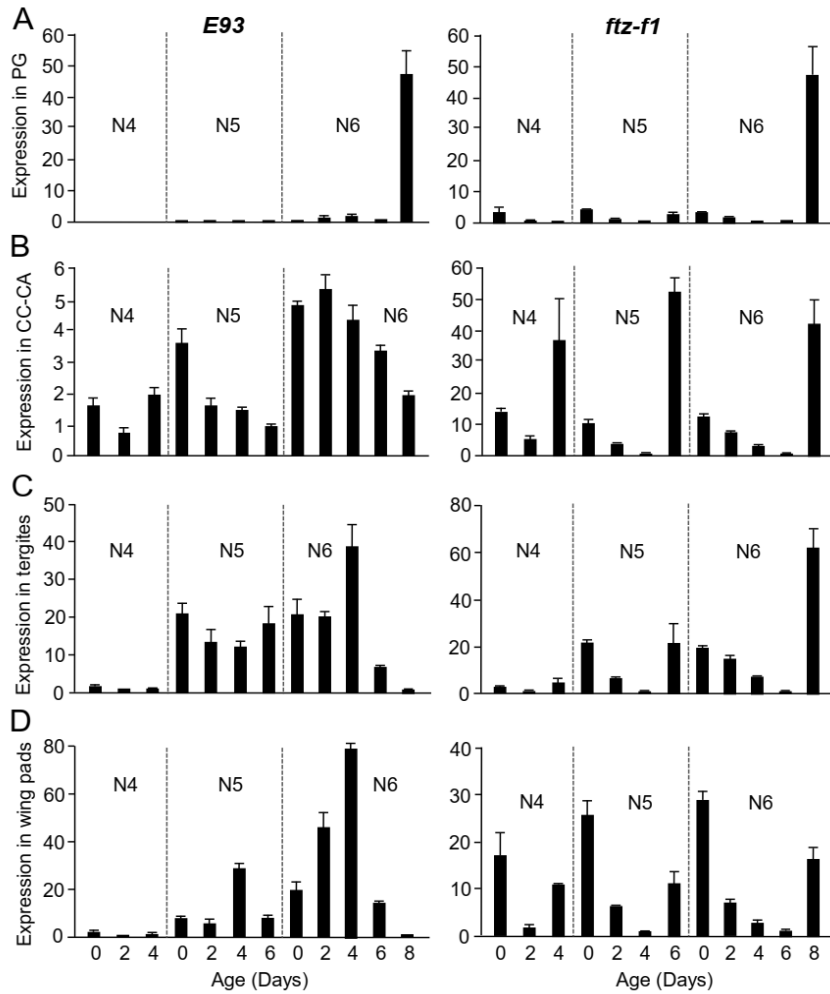 A E93 ftz-f1
Expression in PG
60 50 40 30 20 10 0
N4 N5 N6
60 50 40 30 20 10 0
N4 N5 N6
B
Expression in CC-CA
6 5 4 3 2 1 0
N4 N5 N6
60 50 40 30 20 10 0
N4 N5 N6
C
Expression in tergites
50 40 30 20 10 0
N4 N5 N6
80 60 40 20 0
N4 N5 N6
D
Expression in wing pads
80 60 40 20 0
N4 N5 N6
40 30 20 10 0
N4 N5 N6
0 2 4 0 2 4 6 0 2 4 6 8
0 2 4 0 2 4 6 0 2 4 6 8
Age (Days) Age (Days)